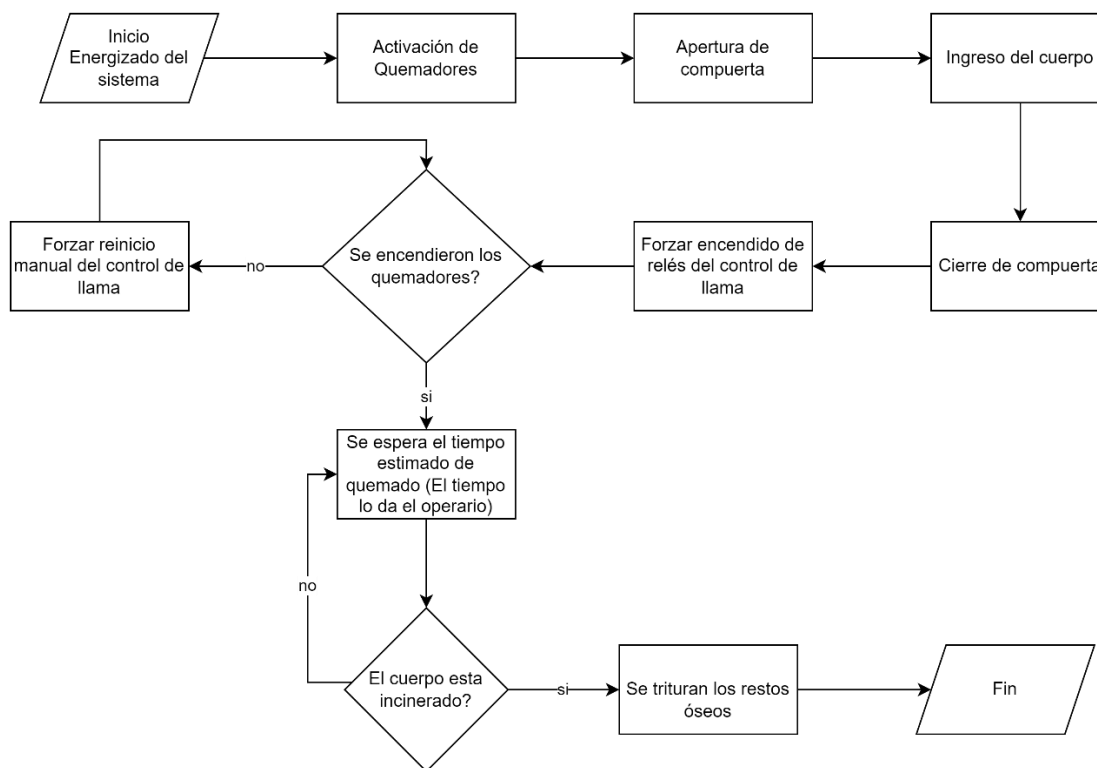 Inicio
Energizado del
sistema
Activación de
Quemadores
Apertura de
compuerta
Ingreso del cuerpo
Cierre de compuerta
Forzar encendido de
relés del control de
llama
Se encendieron los
quemadores?
no
Forzar reinicio
manual del control de
llama
si
Se espera el tiempo
estimado de
quemado (El tiempo
lo da el operario)
no
El cuerpo esta
incinerado?
si
Se trituran los restos
óseos
Fin